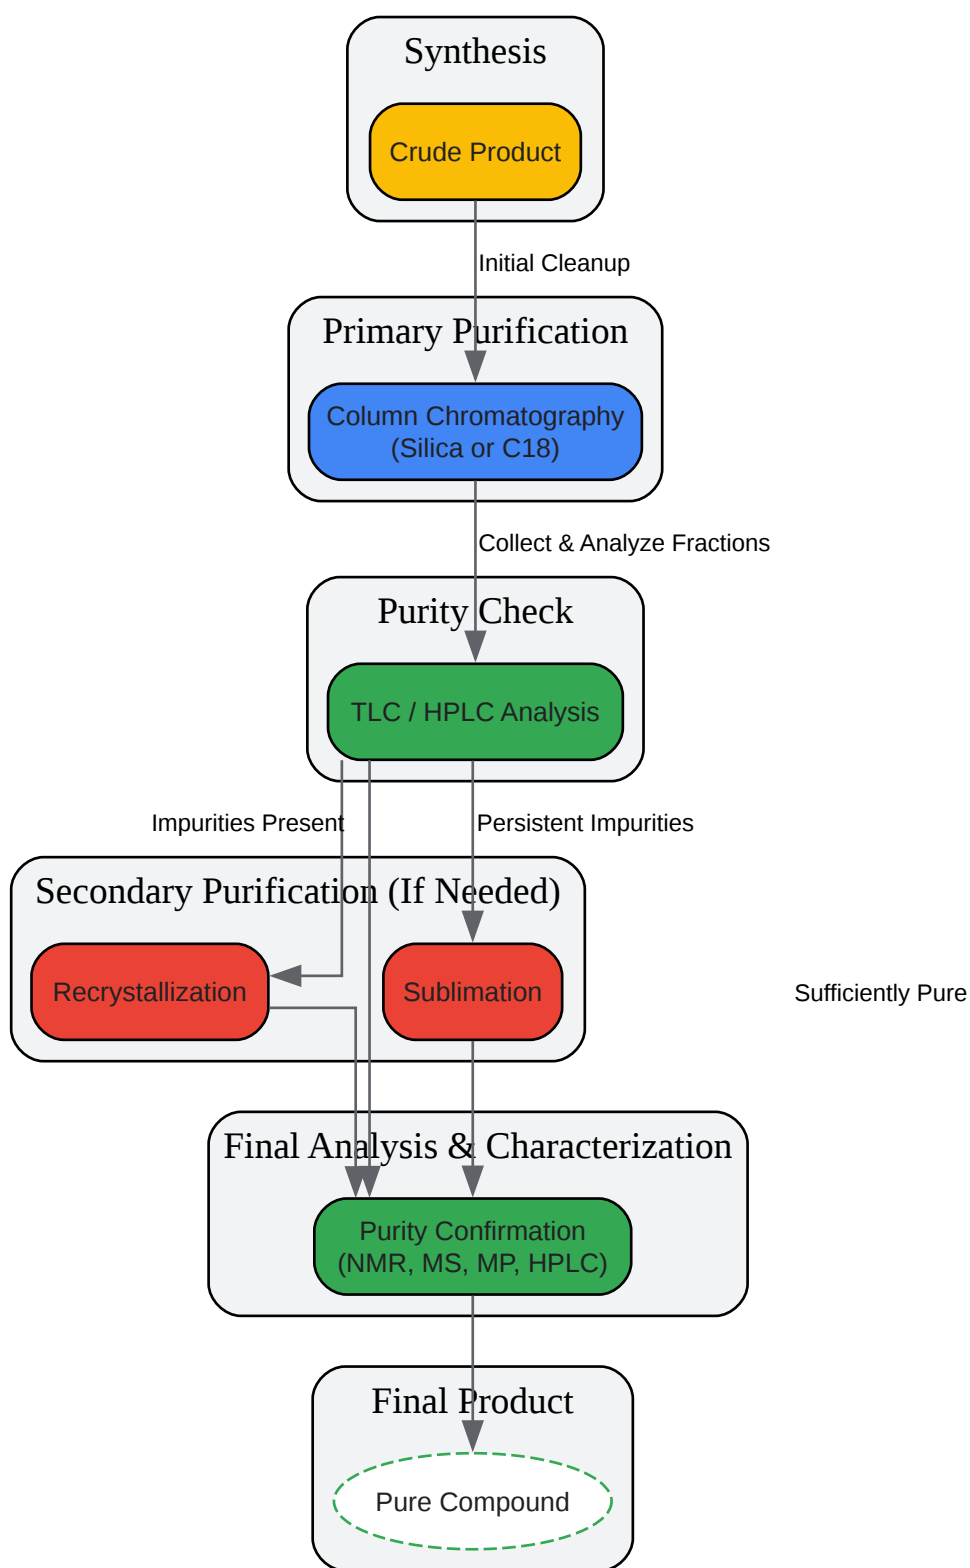 Synthesis
Crude Product
Initial Cleanup
Primary Purification
Column Chromatography
(Silica or C18)
Collect & Analyze Fractions
Purity Check
TLC / HPLC Analysis
Impurities Present
Persistent Impurities
Secondary Purification (If Needed)
Recrystallization
Sublimation
Sufficiently Pure
Final Analysis & Characterization
Purity Confirmation
(NMR, MS, MP, HPLC)
Final Product
Pure Compound